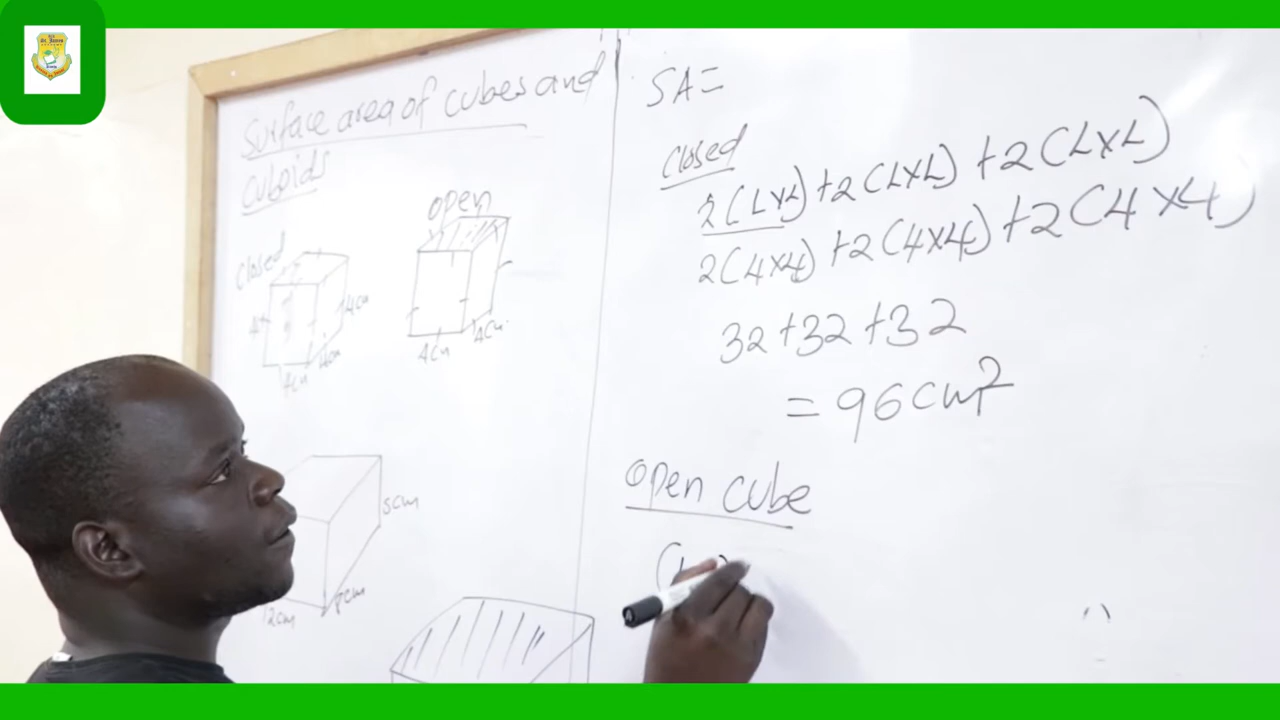 Surface area of cubes and
cuboids
open
closed
4cm
4cm
4cm
4cm
5cm
7cm
12cm
SA=
closed
2(L×L)+2(L×L)+2(L×L)
2(4×4)+2(4×4)+2(4×4)
32+32+32
=96cm²
open cube